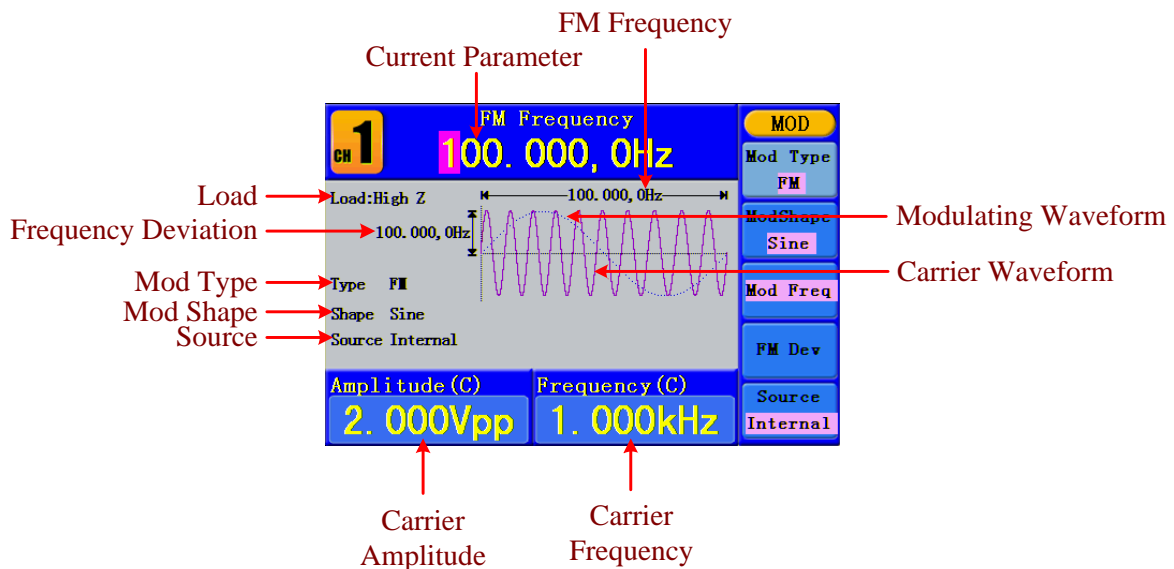 FM Frequency
Current Parameter
CH 1
FM Frequency
100.000,0Hz
MOD
Mod Type
FM
Load
Load:High Z
100.000,0Hz
ModShape
Sine
Modulating Waveform
Frequency Deviation
100.000,0Hz
Carrier Waveform
Mod Type
Type FM
Mod Freq
Mod Shape
Shape Sine
Source
Source Internal
FM Dev
Amplitude(C)
Frequency(C)
Source
Internal
2.000Vpp
1.000kHz
Carrier
Amplitude
Carrier
Frequency